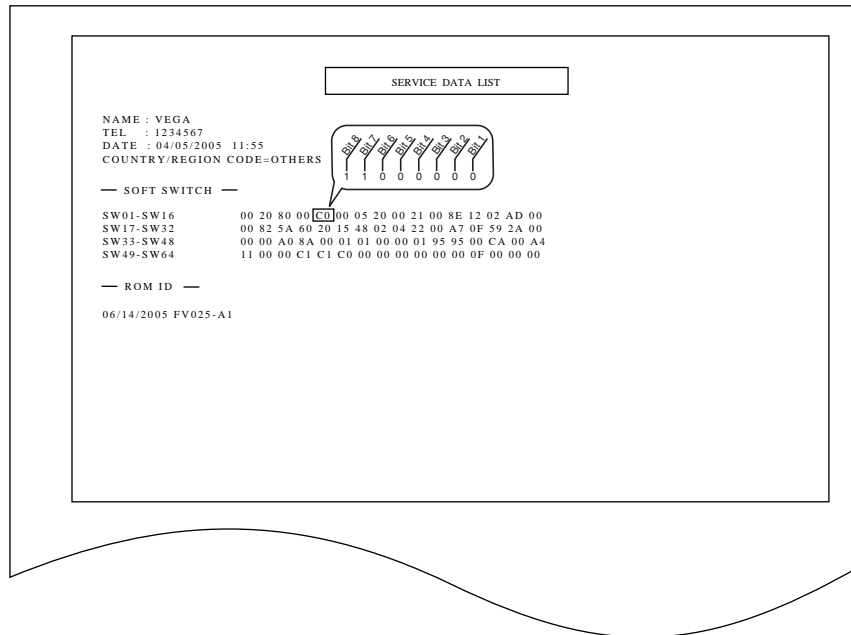 SERVICE DATA LIST
NAME : VEGA
TEL : 1234567
DATE : 04/05/2005 11:55
COUNTRY/REGION CODE=OTHERS
Bit 8 Bit 7 Bit 6 Bit 5 Bit 4 Bit 3 Bit 2 Bit 1
1 1 0 0 0 0 0 0
— SOFT SWITCH —
SW01-SW16 00 20 80 00 C0 00 05 20 00 21 00 8E 12 02 AD 00
SW17-SW32 00 82 5A 60 20 15 48 02 04 22 00 A7 0F 59 2A 00
SW33-SW48 00 00 A0 8A 00 01 01 00 00 01 95 95 00 CA 00 A4
SW49-SW64 11 00 00 C1 C1 C0 00 00 00 00 00 00 0F 00 00 00
— ROM ID —
06/14/2005 FV025-A1